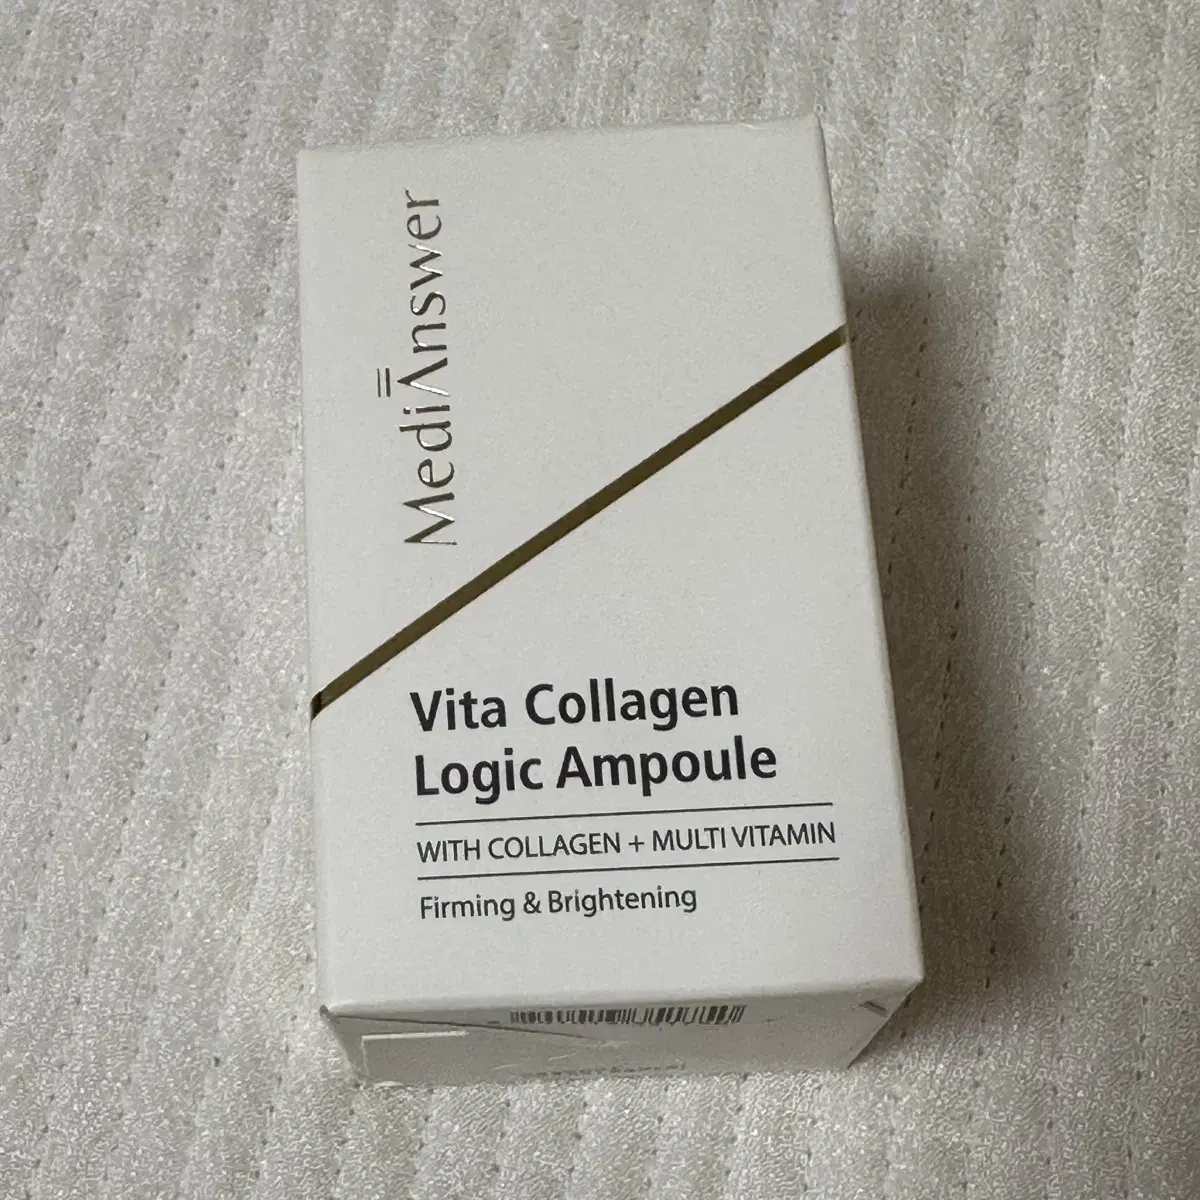 MediAnswer
Vita Collagen
Logic Ampoule
WITH COLLAGEN + MULTI VITAMIN
Firming & Brightening